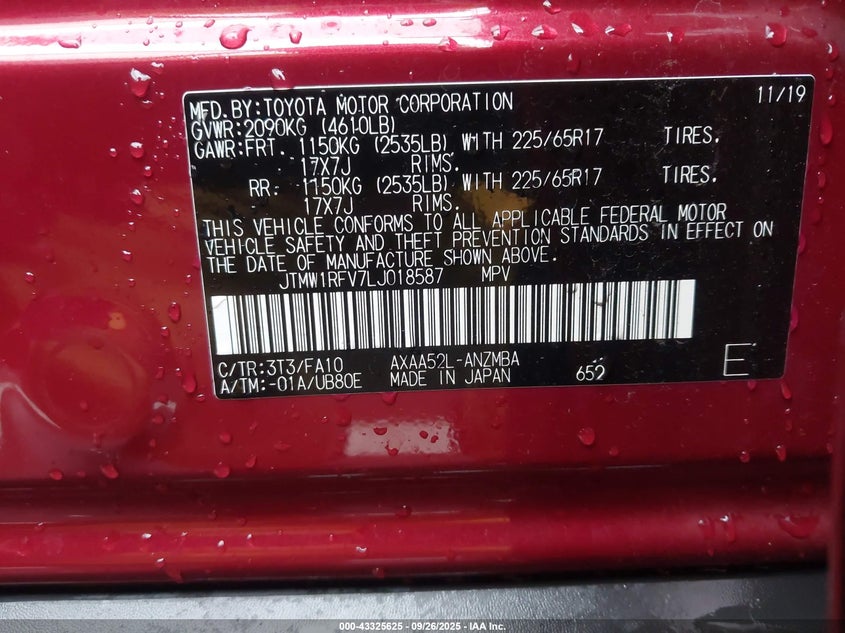 MFD.BY:TOYOTA MOTOR CORPORATION 11/19
GVWR:2090KG (4610LB)
GAWR:FRT. 1150KG (2535LB) WITH 225/65R17 TIRES.
17X7J RIMS.
RR. 1150KG (2535LB) WITH 225/65R17 TIRES.
17X7J RIMS.
THIS VEHICLE CONFORMS TO ALL APPLICABLE FEDERAL MOTOR
VEHICLE SAFETY AND THEFT PREVENTION STANDARDS IN EFFECT ON
THE DATE OF MANUFACTURE SHOWN ABOVE.
JTMW1RFV7LJ018587 MPV
C/TR:3T3/FA10 AXAA52L-ANZMBA
A/TM:-01A/UB80E MADE IN JAPAN 652 E
000-43325625 - 09/26/2025 - IAA Inc.